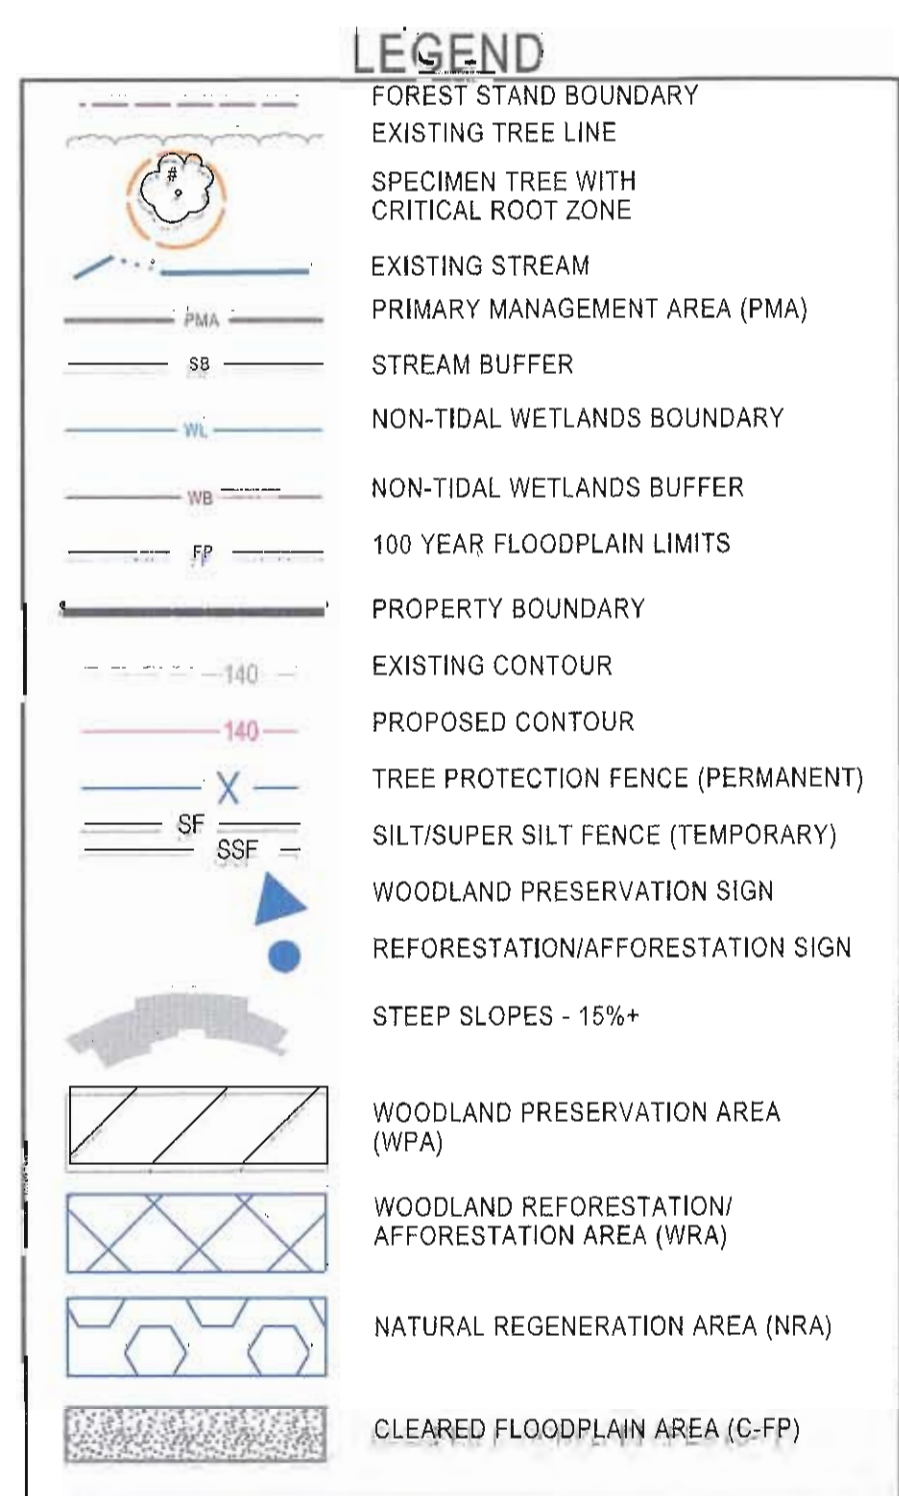 LEGEND
FOREST STAND BOUNDARY
EXISTING TREE LINE
#
SPECIMEN TREE WITH
CRITICAL ROOT ZONE
EXISTING STREAM
PMA PRIMARY MANAGEMENT AREA (PMA)
SB STREAM BUFFER
WL NON-TIDAL WETLANDS BOUNDARY
WB NON-TIDAL WETLANDS BUFFER
FP 100 YEAR FLOODPLAIN LIMITS
PROPERTY BOUNDARY
140 EXISTING CONTOUR
140 PROPOSED CONTOUR
X TREE PROTECTION FENCE (PERMANENT)
SF
SSF
SILT/SUPER SILT FENCE (TEMPORARY)
WOODLAND PRESERVATION SIGN
REFORESTATION/AFFORESTATION SIGN
STEEP SLOPES - 15%+
WOODLAND PRESERVATION AREA
(WPA)
WOODLAND REFORESTATION/
AFFORESTATION AREA (WRA)
NATURAL REGENERATION AREA (NRA)
CLEARED FLOODPLAIN AREA (C-FP)